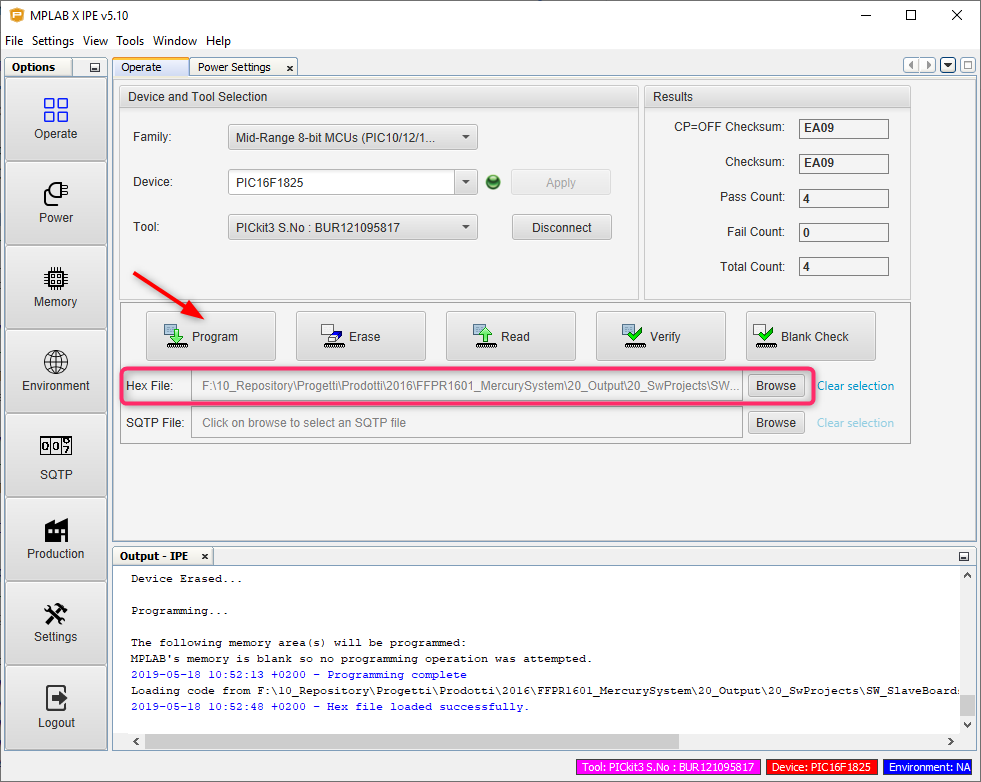 MPLAB X IPE v5.10
File Settings View Tools Window Help
Options
Operate
Power
Memory
Environment
007
SQTP
Production
Settings
Logout
Operate
Power Settings
Device and Tool Selection
Family:
Mid-Range 8-bit MCUs (PIC10/12/1...
Device:
PIC16F1825
Apply
Tool:
PICkit3 S.No : BUR121095817
Disconnect
Results
CP=OFF Checksum: EA09
Checksum: EA09
Pass Count: 4
Fail Count: 0
Total Count: 4
Program
Erase
Read
Verify
Blank Check
Hex File: F:\10_Repository\Progetti\Prodotti\2016\FFPR1601_MercurySystem\20_Output\20_SwProjects\SW... Browse Clear selection
SQTP File: Click on browse to select an SQTP file Browse Clear selection
Output - IPE
Device Erased...
Programming...
The following memory area(s) will be programmed:
MPLAB's memory is blank so no programming operation was attempted.
2019-05-18 10:52:13 +0200 - Programming complete
Loading code from F:\10_Repository\Progetti\Prodotti\2016\FFPR1601_MercurySystem\20_Output\20_SwProjects\SW_SlaveBoards
2019-05-18 10:52:48 +0200 - Hex file loaded successfully.
Tool: PICkit3 S.No : BUR121095817
Device: PIC16F1825
Environment: NA